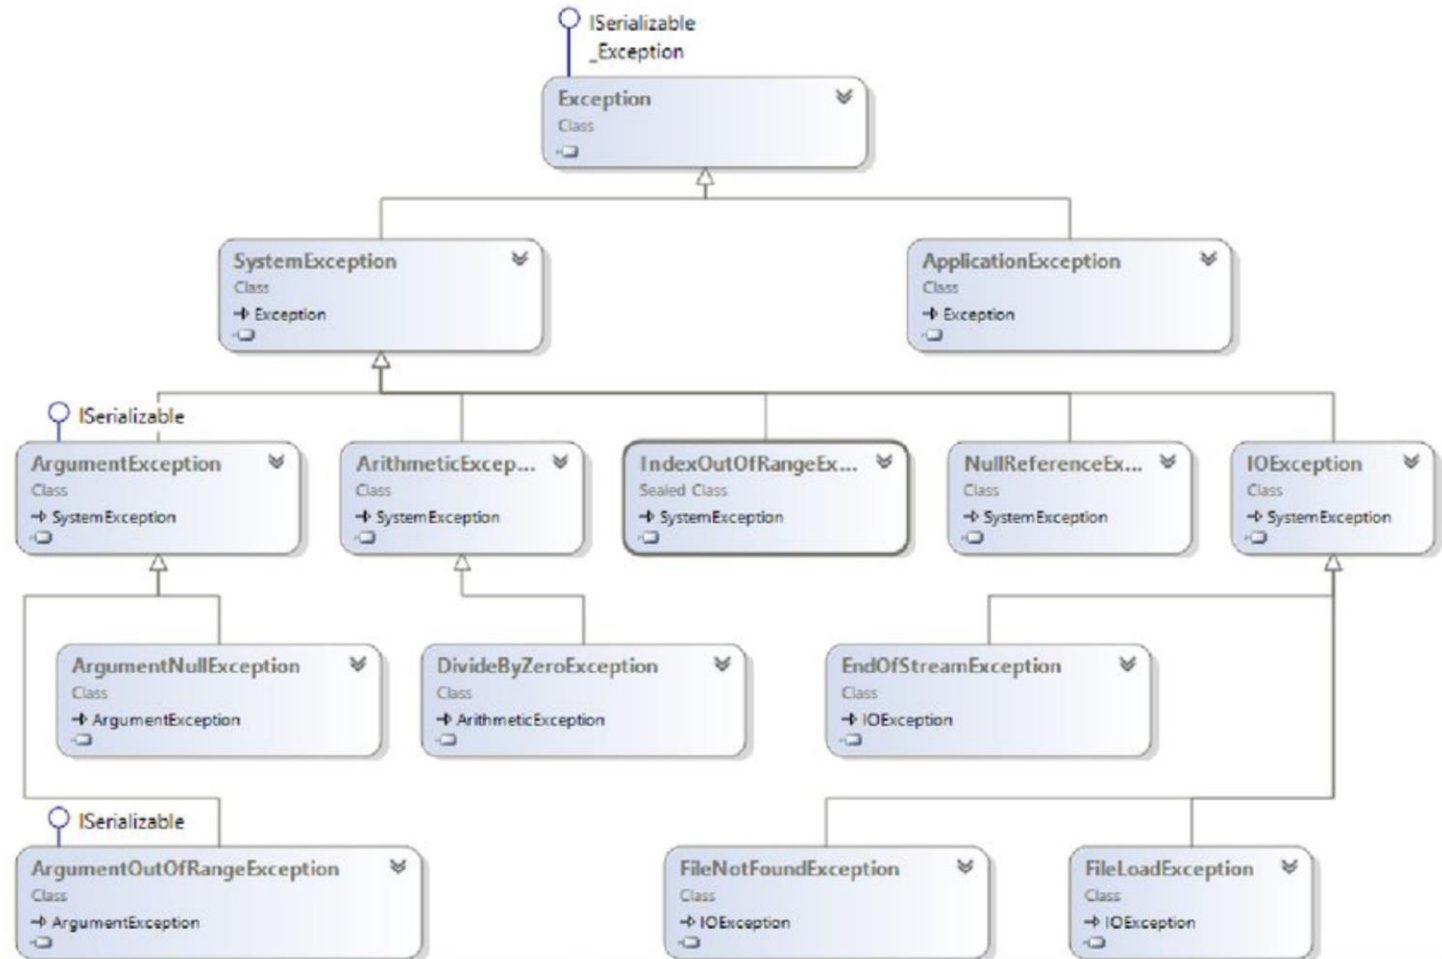 ISerializable
_Exception
Exception
Class
SystemException
Class
Exception
ApplicationException
Class
Exception
ISerializable
ArgumentException
Class
SystemException
ArithmeticExcep...
Class
SystemException
IndexOutOfRangeEx...
Sealed Class
SystemException
NullReferenceEx...
Class
SystemException
IOException
Class
SystemException
ArgumentNullException
Class
ArgumentException
DivideByZeroException
Class
ArithmeticException
EndOfStreamException
Class
IOException
ISerializable
ArgumentOutOfRangeException
Class
ArgumentException
FileNotFoundException
Class
IOException
FileLoadException
Class
IOException